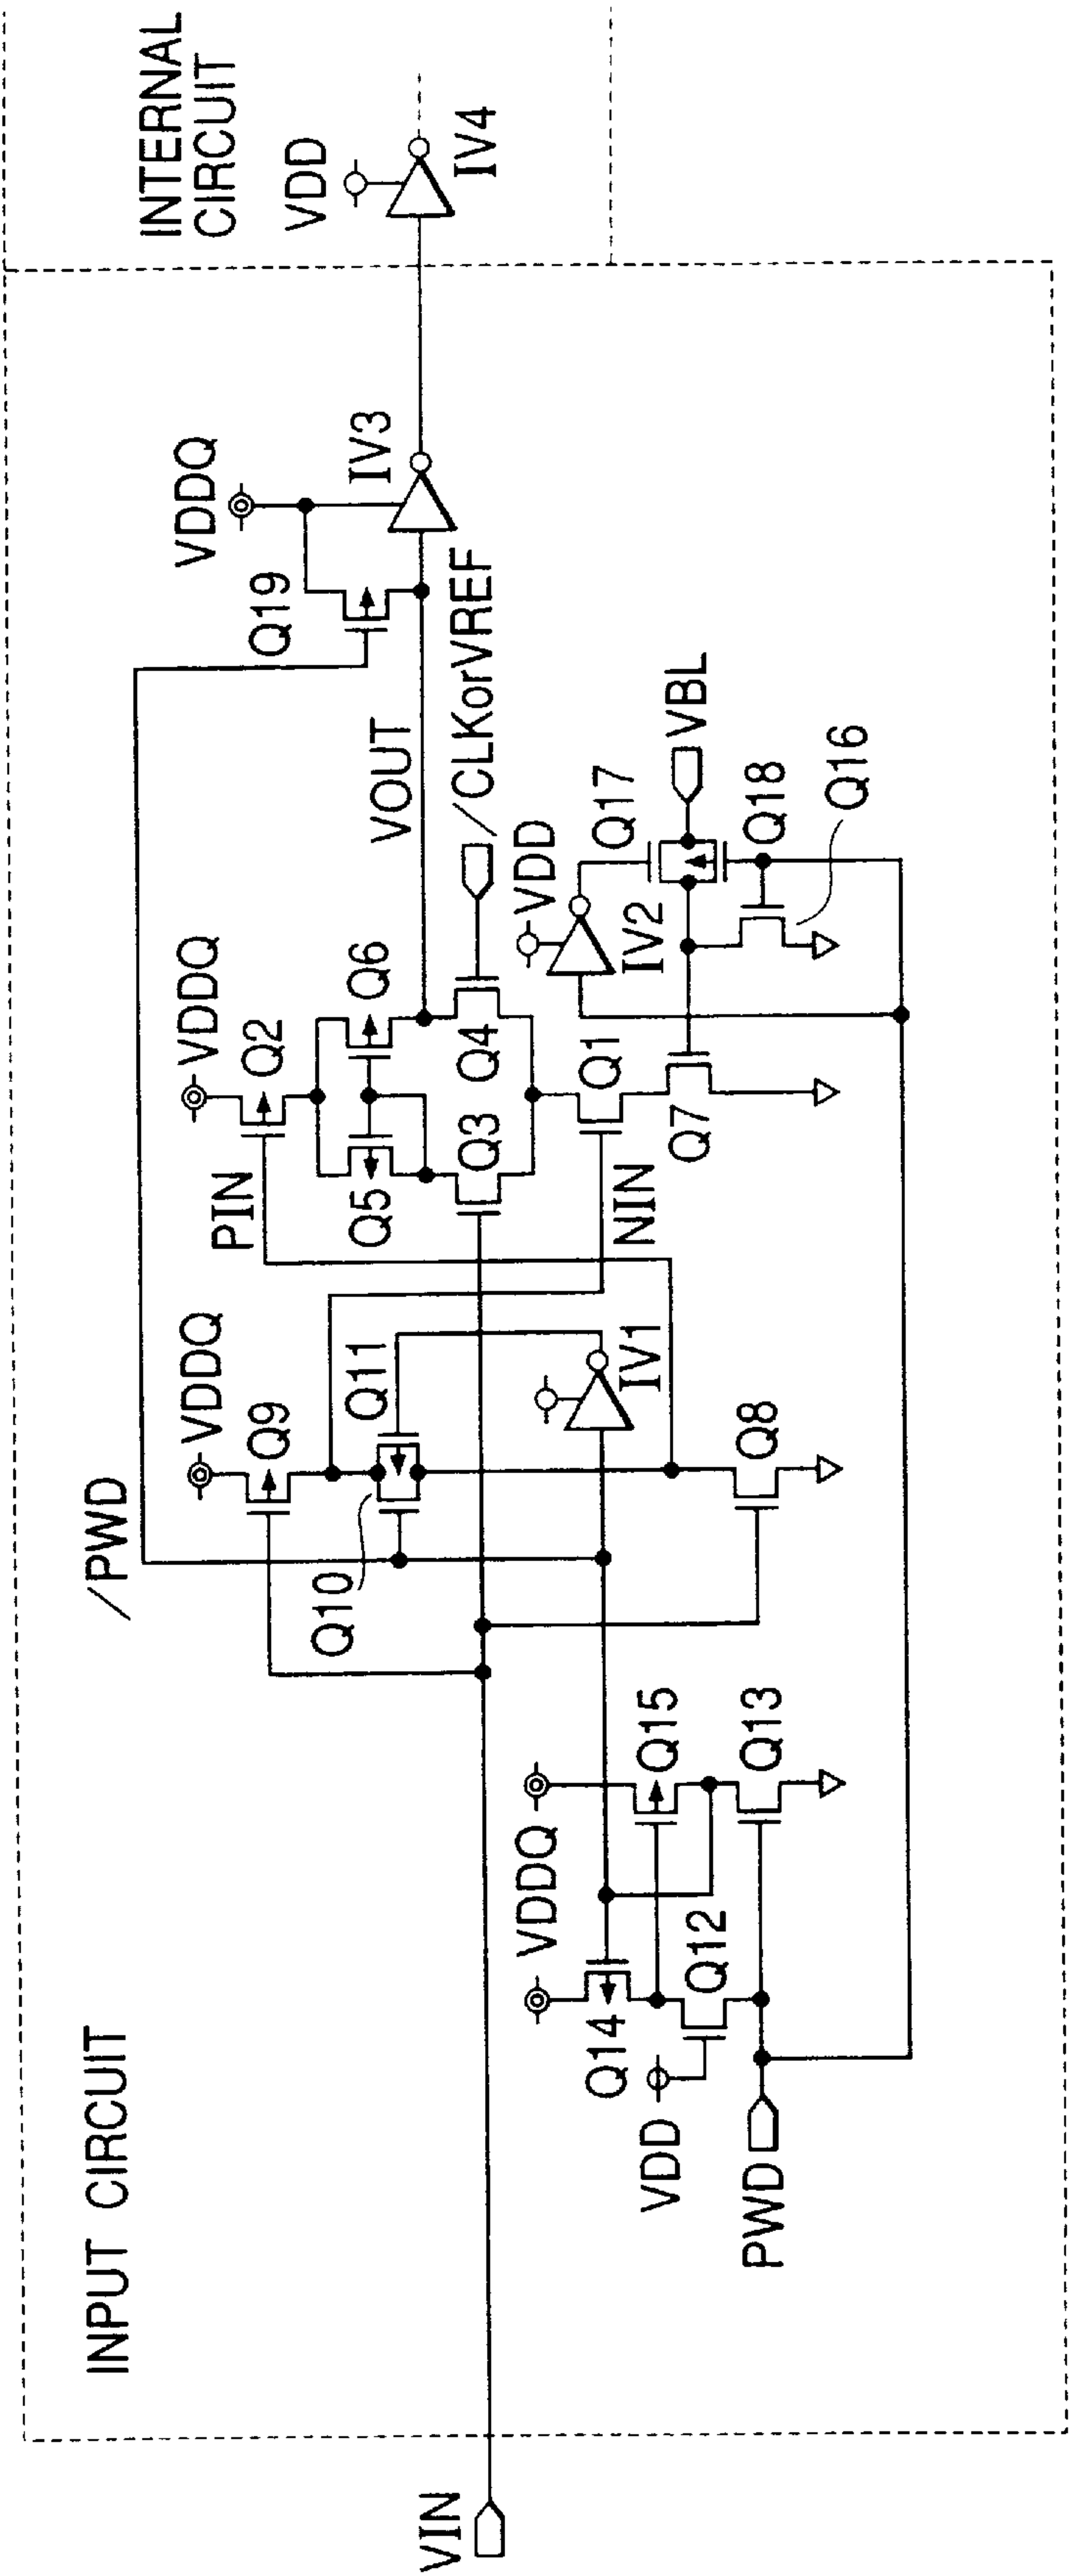 INPUT CIRCUIT
INTERNAL
CIRCUIT
/PWD
VDDQ
Q9
PIN
VDDQ
Q2
VDDQ
Q19
IV3
VDD
IV4
Q10
Q11
Q5
Q6
VOUT
/CLKorVREF
VIN
Q3
Q4
VDDQ
VDD
Q14
IV1
NIN
Q1
IV2
Q17
VBL
VDD
Q12
Q15
Q7
PWD
Q13
Q8
Q18
Q16